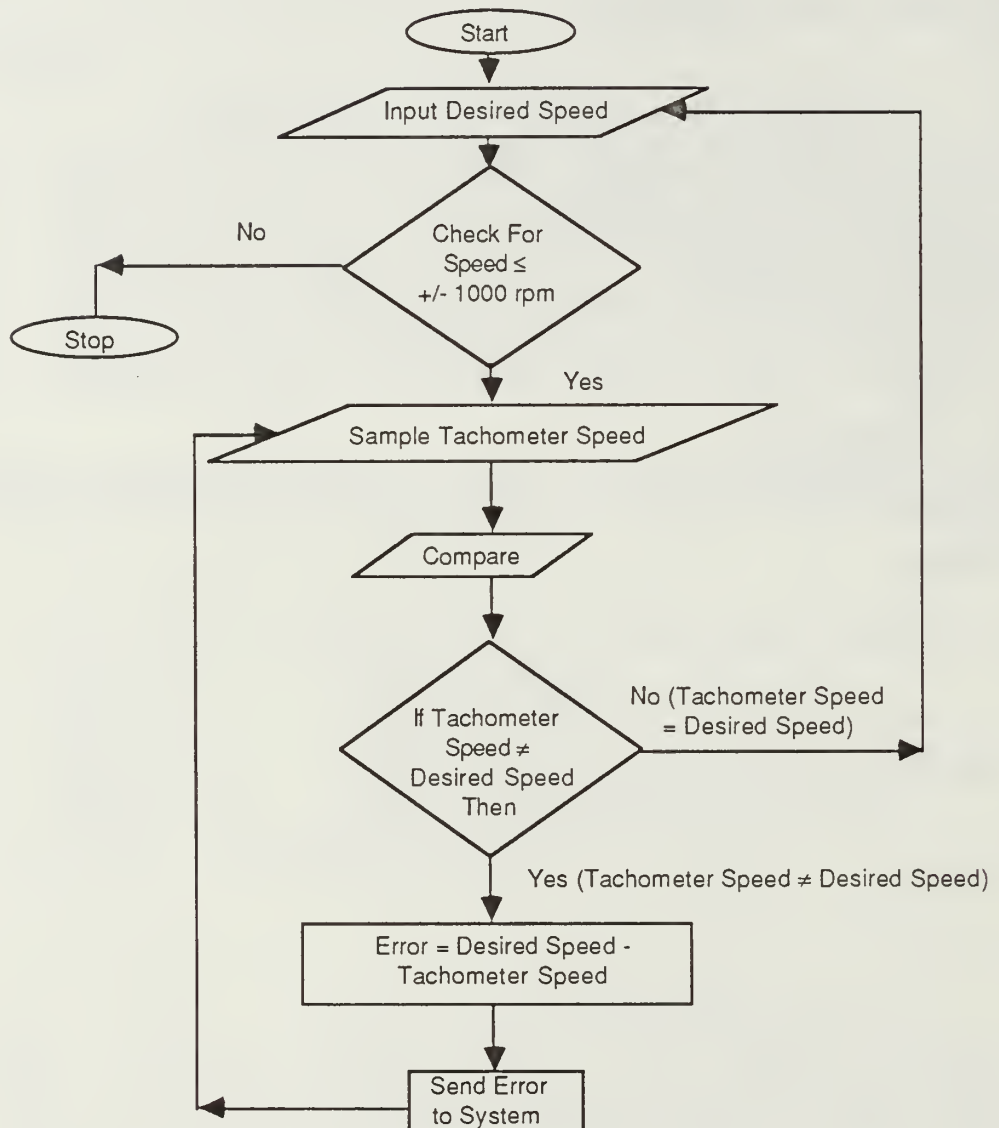 Start
Input Desired Speed
No
Check For
Speed ≤
+/- 1000 rpm
Stop
Yes
Sample Tachometer Speed
Compare
If Tachometer
Speed ≠
Desired Speed
Then
No (Tachometer Speed
= Desired Speed)
Yes (Tachometer Speed ≠ Desired Speed)
Error = Desired Speed -
Tachometer Speed
Send Error
to System